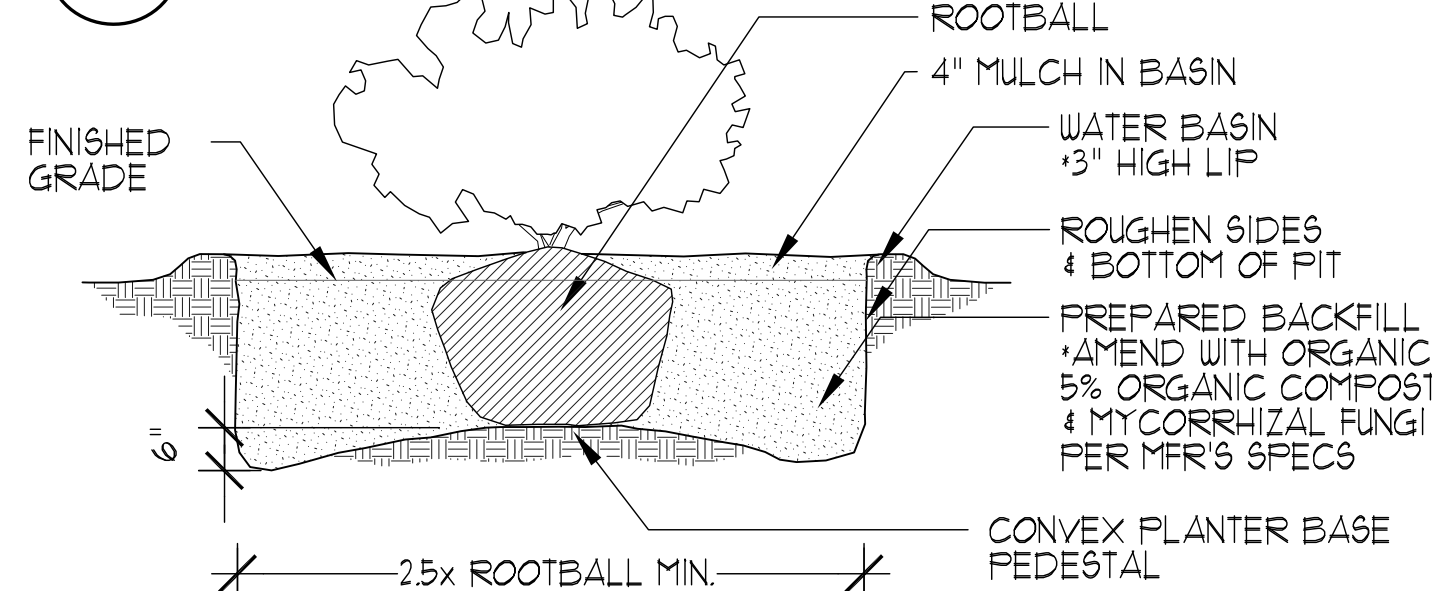 ROOTBALL
4" MULCH IN BASIN
WATER BASIN
*3" HIGH LIP
FINISHED
GRADE
ROUGHEN SIDES
& BOTTOM OF PIT
PREPARED BACKFILL
*AMEND WITH ORGANIC
5% ORGANIC COMPOST
& MYCORRHIZAL FUNGI
PER MFR'S SPECS
6"
CONVEX PLANTER BASE
PEDESTAL
2.5x ROOTBALL MIN.